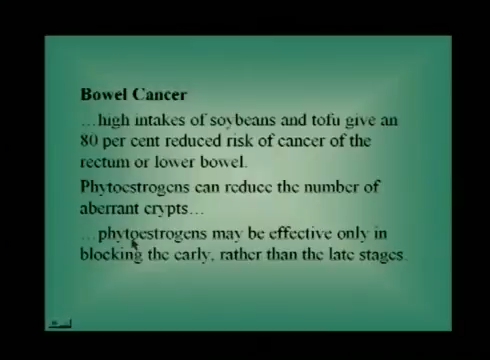 Bowel Cancer
…high intakes of soybeans and tofu give an
80 per cent reduced risk of cancer of the
rectum or lower bowel.
Phytoestrogens can reduce the number of
aberrant crypts…
…phytoestrogens may be effective only in
blocking the early, rather than the late stages.